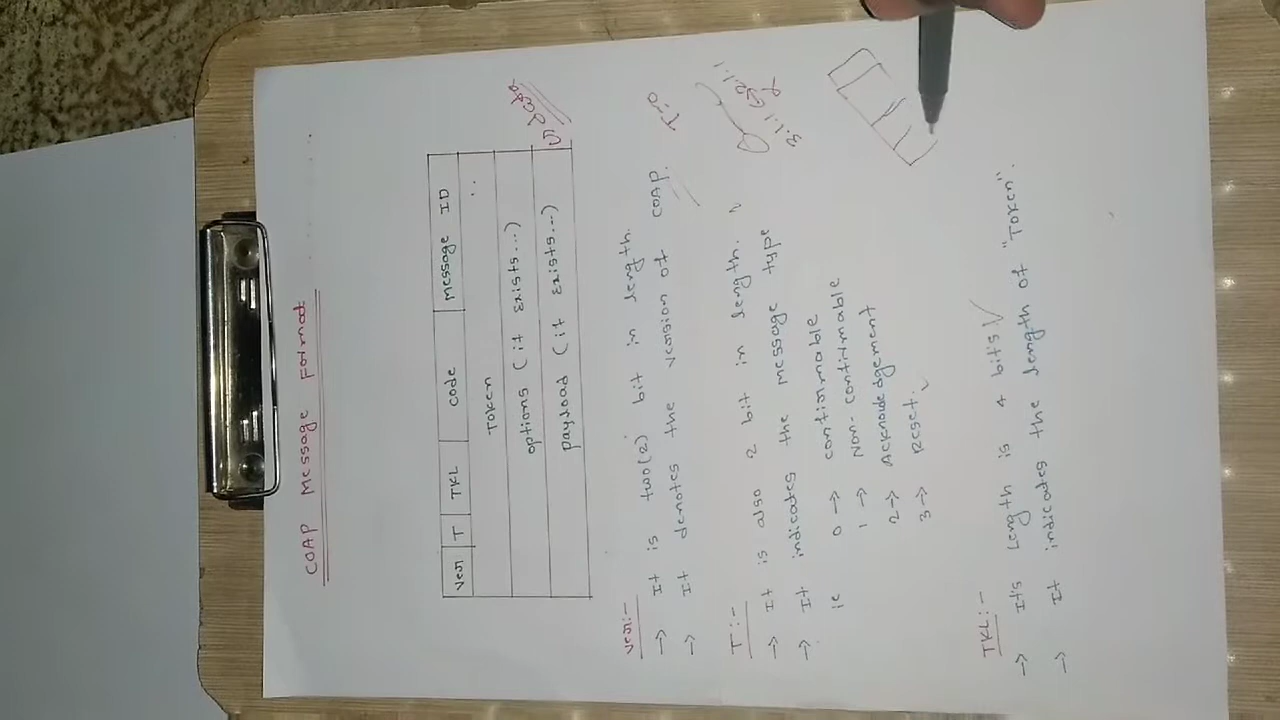 COAP Message Format
Ver T TKL code Message ID
Token
options (if Exists...)
payload (if Exists...)
Data
Ver:-
→ It is two(2) bit in length.
→ It denotes the version of COAP.
T:-
→ It is also 2 bit in length.
→ It indicates the message type
ie 0 → confirmable
1 → Non-confirmable
2 → Acknowledgement
3 → Reset.
T=0
TKL:-
→ It's Length is 4 bits
→ It indicates the length of "Token".